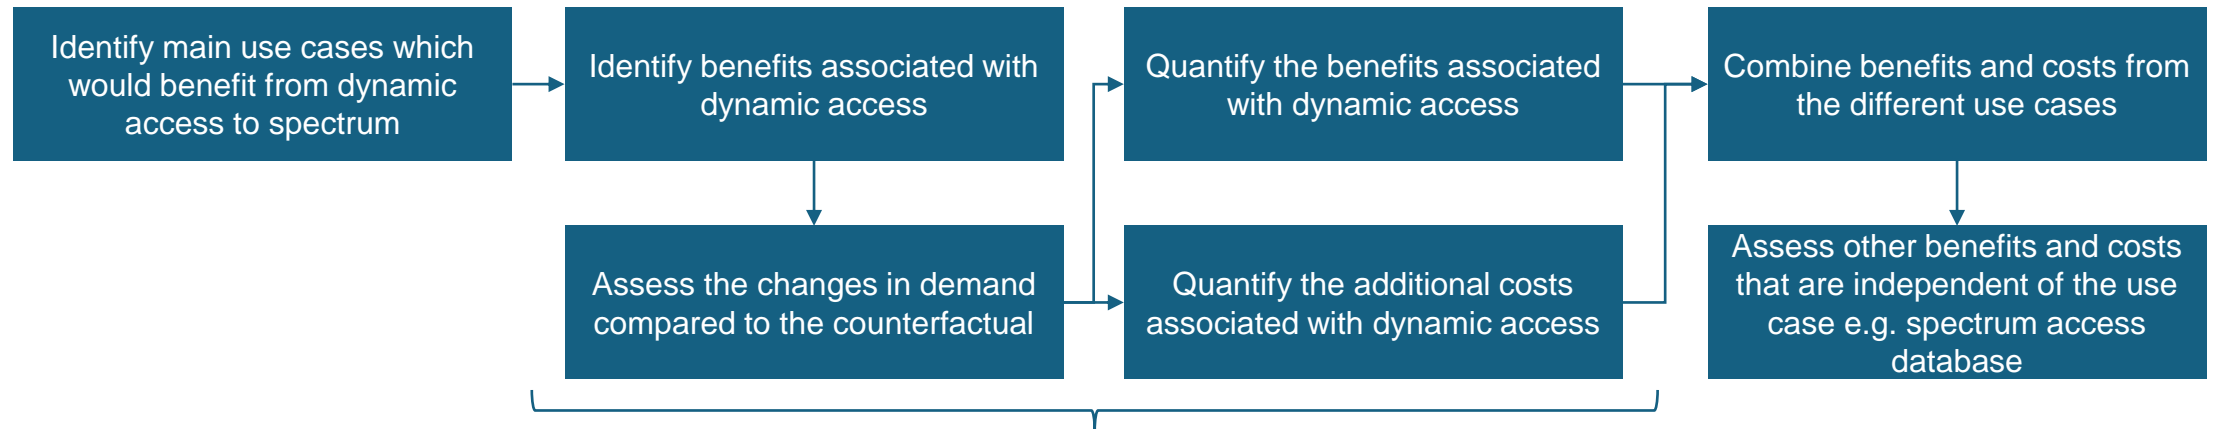 Identify main use cases which
would benefit from dynamic
access to spectrum
Identify benefits associated with
dynamic access
Assess the changes in demand
compared to the counterfactual
Quantify the benefits associated
with dynamic access
Quantify the additional costs
associated with dynamic access
Combine benefits and costs from
the different use cases
Assess other benefits and costs
that are independent of the use
case e.g. spectrum access
database